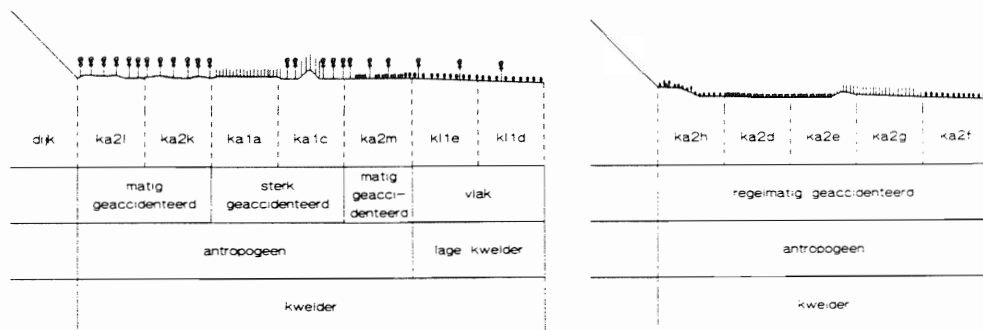 dijk ka2l ka2k ka1a ka1c ka2m kl1e kl1d
matig
geaccidenteerd
sterk
geaccidenteerd
matig
geacci-
denteerd
vlak
antropogeen lage kwelder
kwelder
ka2h ka2d ka2e ka2g ka2f
regelmatig geaccidenteerd
antropogeen
kwelder